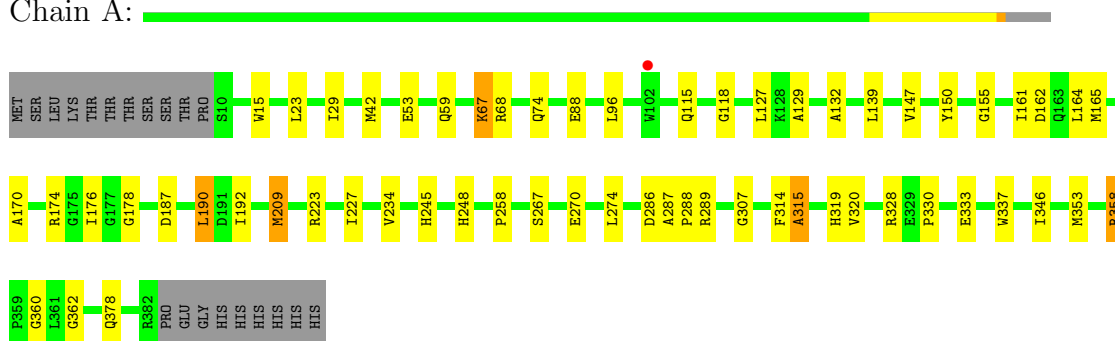 Chain A:
MET SER LEU LYS THR THR THR SER SER THR PRO S10 W15 L23 I29 M42 E53 Q59 K67 R68 Q74 E88 L96 W102 Q115 G118 L127 K128 A129 A132 L139 V147 Y150 G155 I161 D162 Q163 L164 M165
A170 R174 G175 I176 G177 G178 D187 L190 D191 I192 M209 R223 I227 V234 H245 H248 P258 S267 E270 L274 D286 A287 P288 R289 G307 F314 A315 H319 V320 R328 E329 P330 E333 W337 I346 M353
P359 G360 L361 G362 Q378 R382 PRO GLU GLY HIS HIS HIS HIS HIS HIS